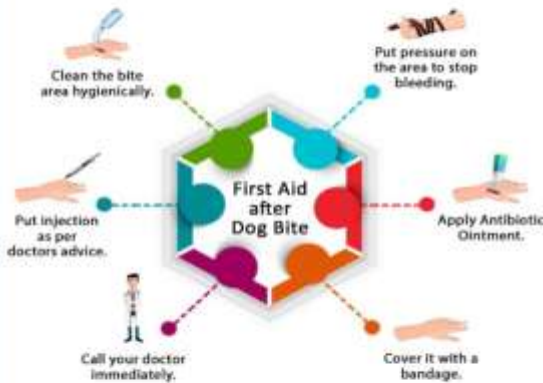 Clean the bite
area hygienically.
Put pressure on
the area to stop
bleeding.
First Aid
after
Dog Bite
Put injection
as per
doctors advice.
Apply Antibiotic
Ointment.
Call your doctor
immediately.
Cover it with a
bandage.